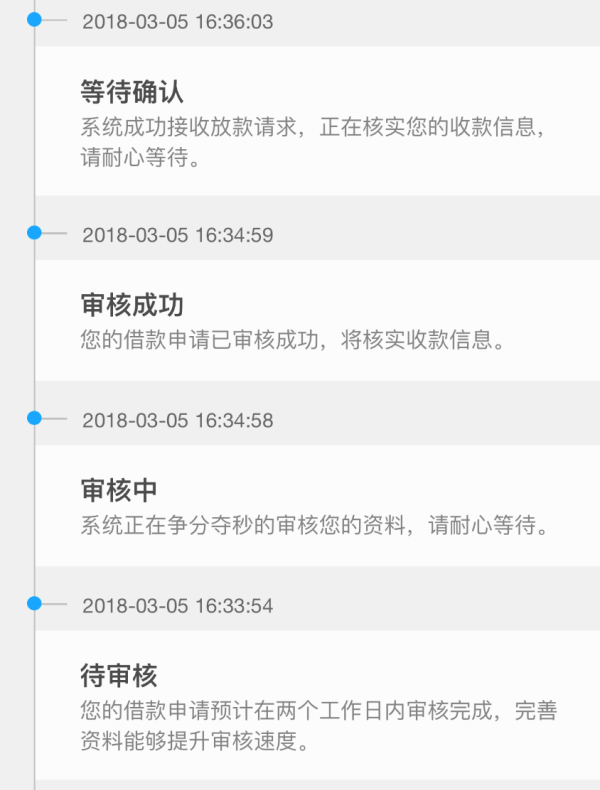 2018-03-05 16:36:03
等待确认
系统成功接收放款请求，正在核实您的收款信息，
请耐心等待。
2018-03-05 16:34:59
审核成功
您的借款申请已审核成功，将核实收款信息。
2018-03-05 16:34:58
审核中
系统正在争分夺秒的审核您的资料，请耐心等待。
2018-03-05 16:33:54
待审核
您的借款申请预计在两个工作日内审核完成，完善
资料能够提升审核速度。